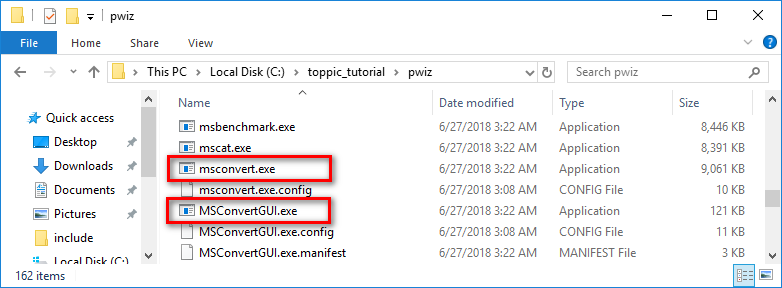 pwiz
File Home Share View
This PC Local Disk (C:) toppic_tutorial pwiz Search pwiz
Name Date modified Type Size
Quick access
Desktop
Downloads
Documents
Pictures
include
Local Disk (C:)
msbenchmark.exe 6/27/2018 3:22 AM Application 8,446 KB
mscat.exe 6/27/2018 3:22 AM Application 8,391 KB
msconvert.exe 6/27/2018 3:22 AM Application 9,061 KB
msconvert.exe.config 6/27/2018 3:08 AM CONFIG File 10 KB
MSConvertGUI.exe 6/27/2018 3:22 AM Application 121 KB
MSConvertGUI.exe.config 6/27/2018 3:08 AM CONFIG File 11 KB
MSConvertGUI.exe.manifest 6/27/2018 3:22 AM MANIFEST File 3 KB
162 items